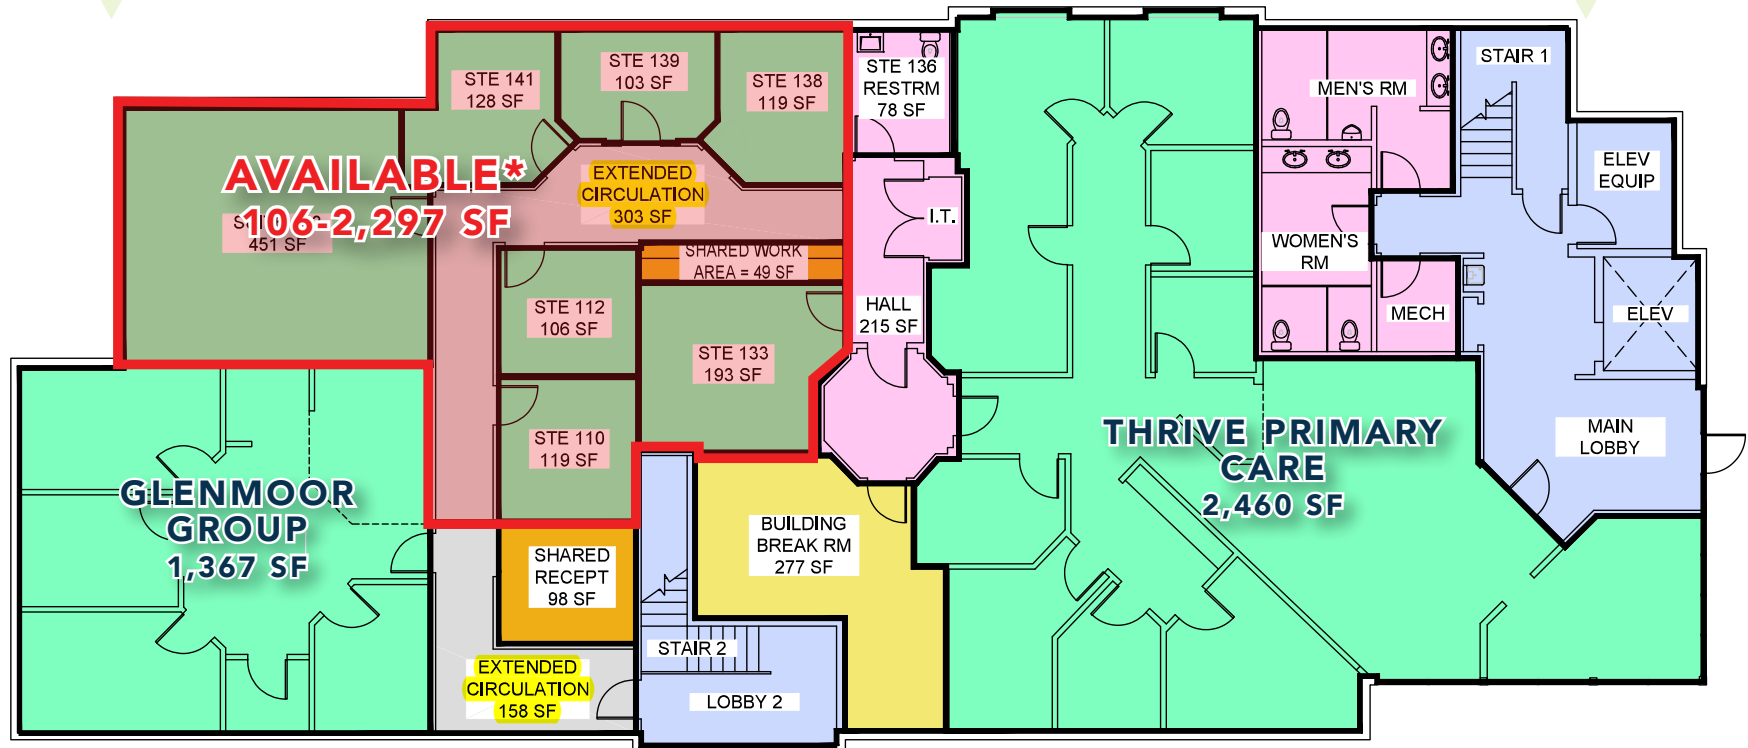 STE 141
128 SF
STE 139
103 SF
STE 138
119 SF
STE 136
RESTRM
78 SF
MEN'S RM
STAIR 1
ELEV
EQUIP
AVAILABLE*
106-2,297 SF
451 SF
EXTENDED
CIRCULATION
303 SF
I.T.
WOMEN'S
RM
SHARED WORK
AREA = 49 SF
STE 112
106 SF
HALL
215 SF
MECH
ELEV
STE 133
193 SF
STE 110
119 SF
THRIVE PRIMARY
CARE
2,460 SF
MAIN
LOBBY
GLENMOOR
GROUP
1,367 SF
BUILDING
BREAK RM
277 SF
SHARED
RECEPT
98 SF
STAIR 2
EXTENDED
CIRCULATION
158 SF
LOBBY 2